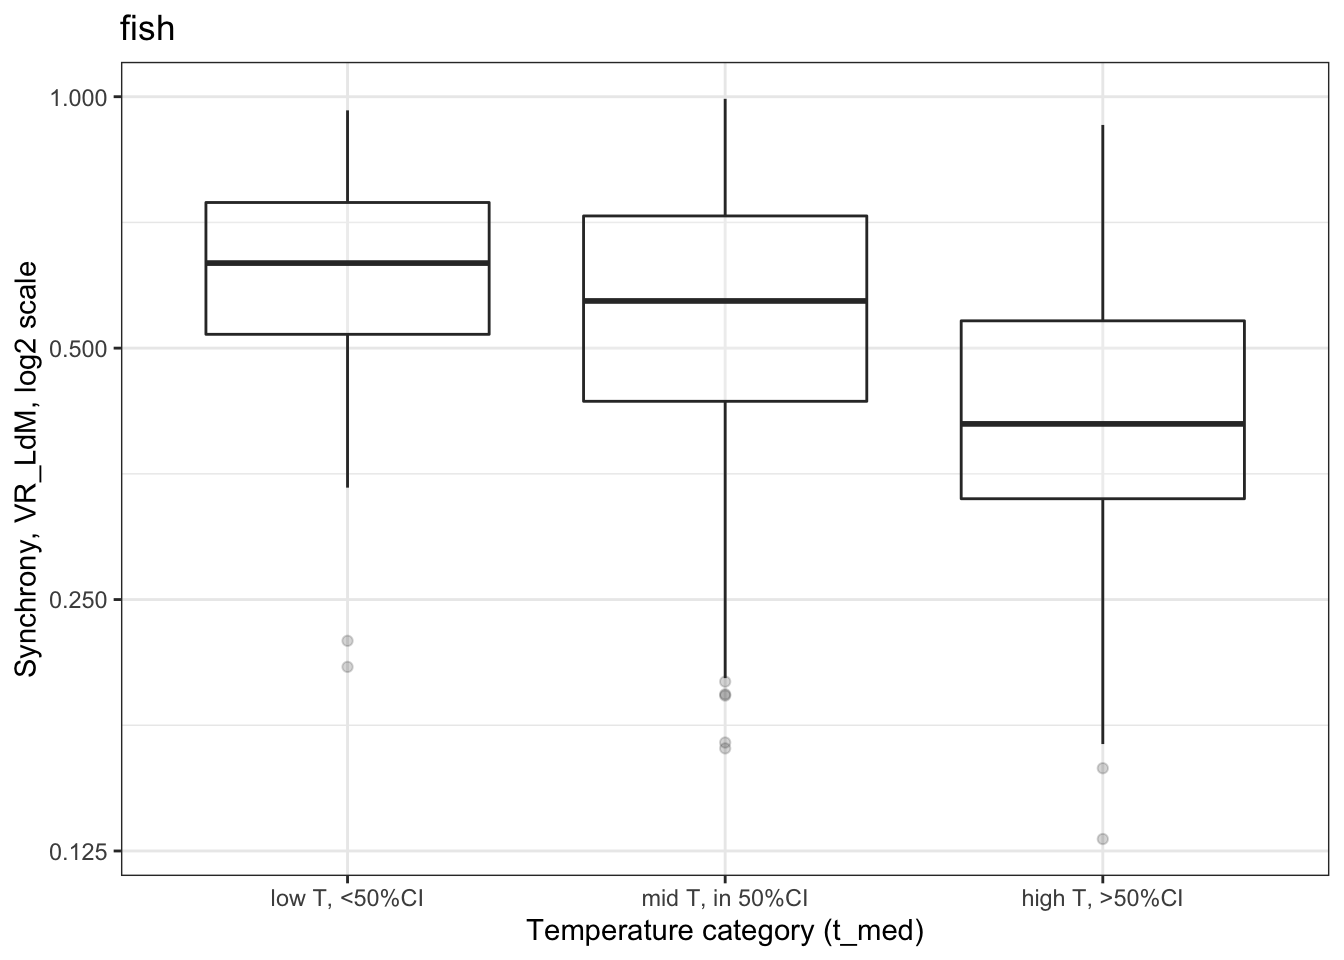 fish
Synchrony, VR_LdM, log2 scale
1.000
0.500
0.250
0.125
low T, <50%CI
mid T, in 50%CI
high T, >50%CI
Temperature category (t_med)